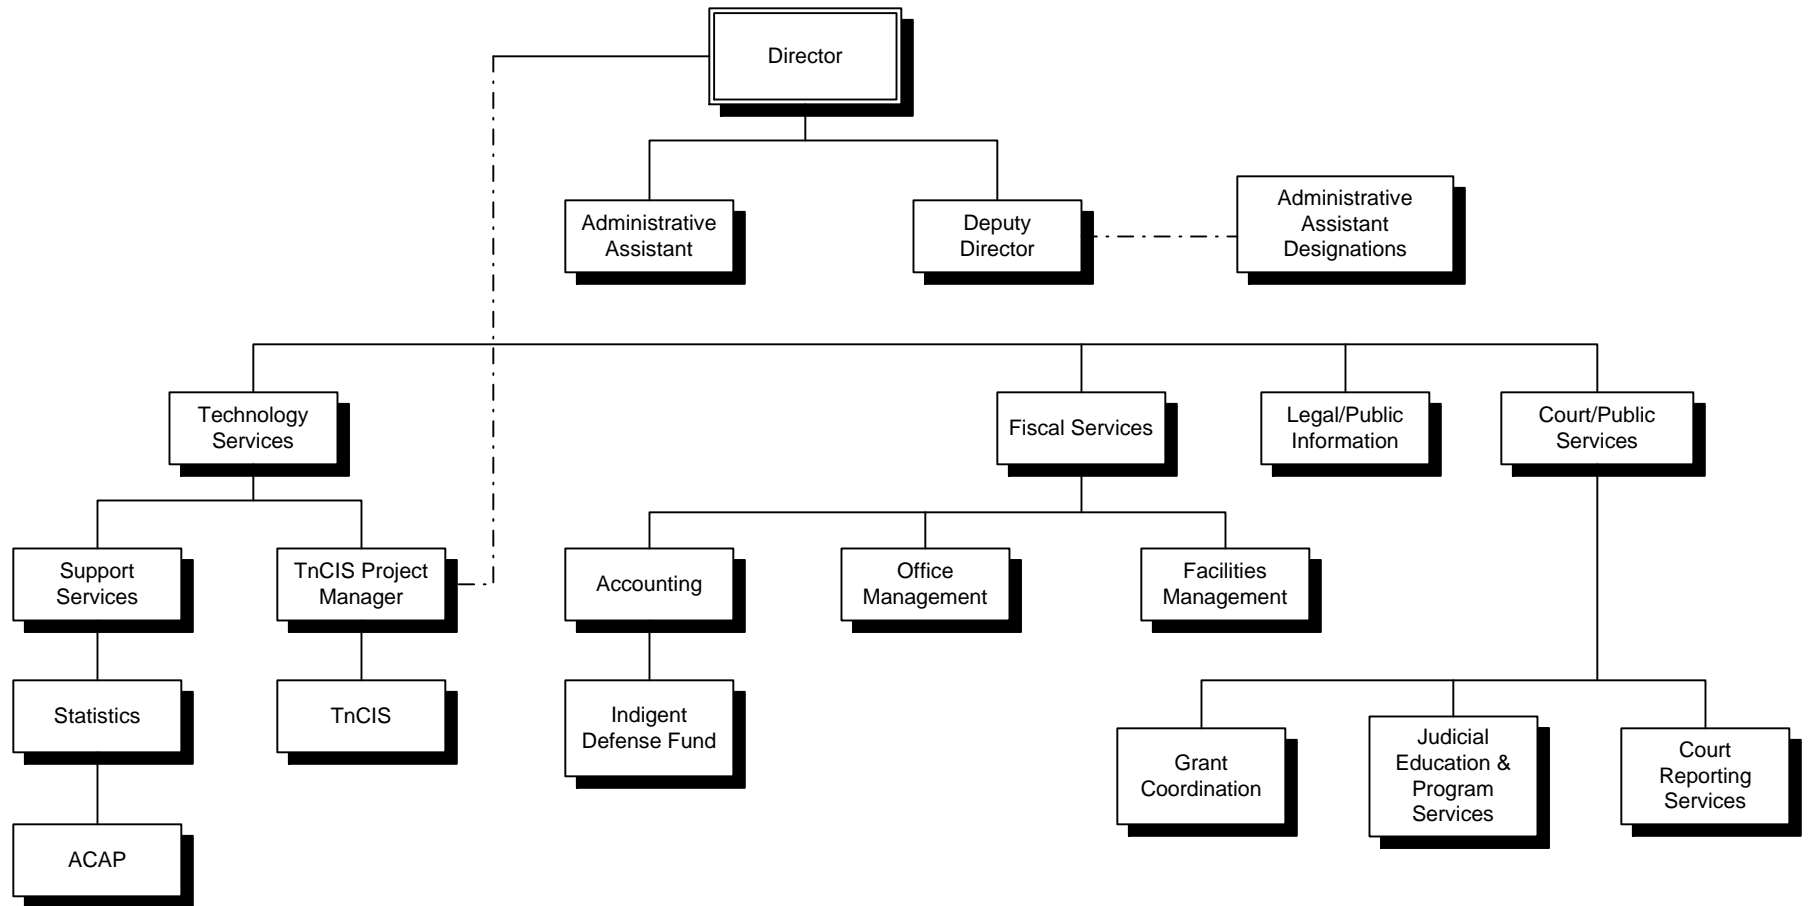 Director
Administrative
Assistant
Deputy
Director
Administrative
Assistant
Designations
Technology
Services
Fiscal Services
Legal/Public
Information
Court/Public
Services
Support
Services
TnCIS Project
Manager
Accounting
Office
Management
Facilities
Management
Statistics
TnCIS
Indigent
Defense Fund
Grant
Coordination
Judicial
Education &
Program
Services
Court
Reporting
Services
ACAP